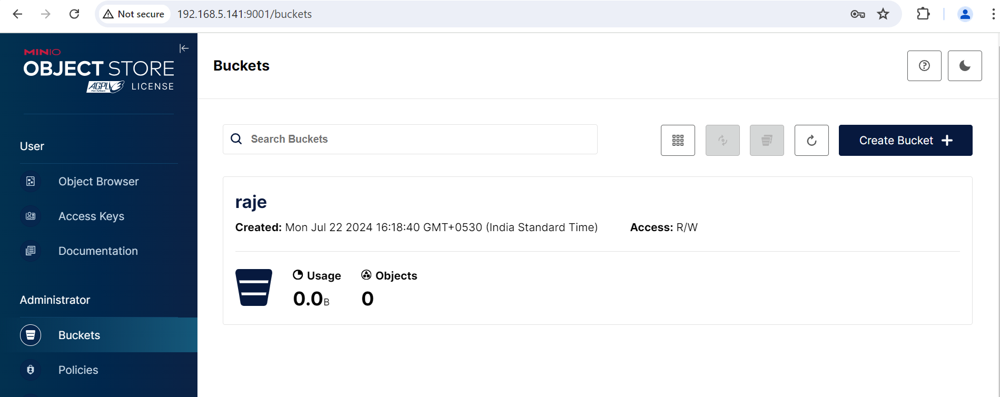 Not secure 192.168.5.141:9001/buckets
MINIO
OBJECT STORE
AGPLv3 LICENSE
Free Software
Buckets
User
Object Browser
Access Keys
Documentation
Administrator
Buckets
Policies
Search Buckets
Create Bucket
raje
Created: Mon Jul 22 2024 16:18:40 GMT+0530 (India Standard Time) Access: R/W
Usage Objects
0.0B 0